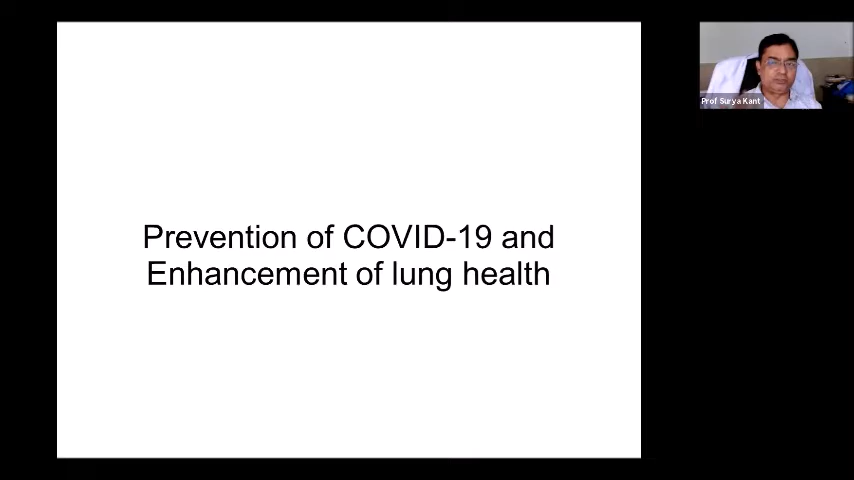 Prevention of COVID-19 and
Enhancement of lung health
Prof Surya Kant